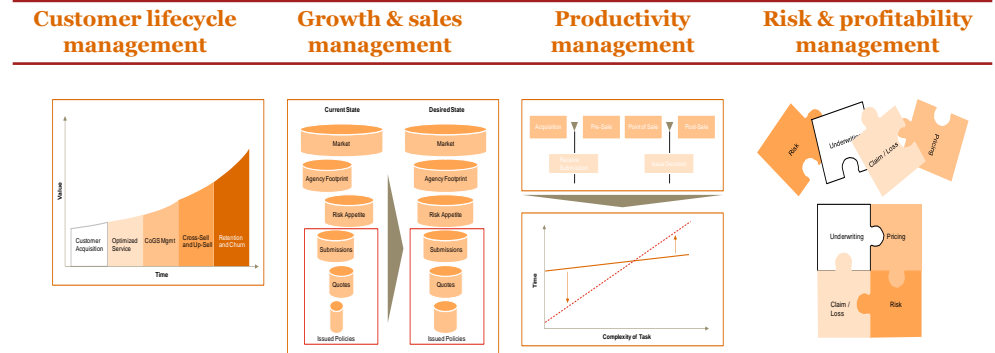 Customer lifecycle
management
Growth & sales
management
Productivity
management
Risk & profitability
management
Value
Customer
Acquisition
Optimized
Service
CoGS Mgmt
Cross-Sell
and Up-Sell
Retention
and Churn
Time
Current State
Desired State
Market
Market
Agency Footprint
Agency Footprint
Risk Appetite
Risk Appetite
Submissions
Submissions
Quotes
Quotes
Issued Policies
Issued Policies
Acquisition
Pre-Sale
Point of Sale
Post-Sale
Time
Complexity of Task
Risk
Underwriting
Claim / Loss
Pricing
Underwriting
Pricing
Claim /
Loss
Risk